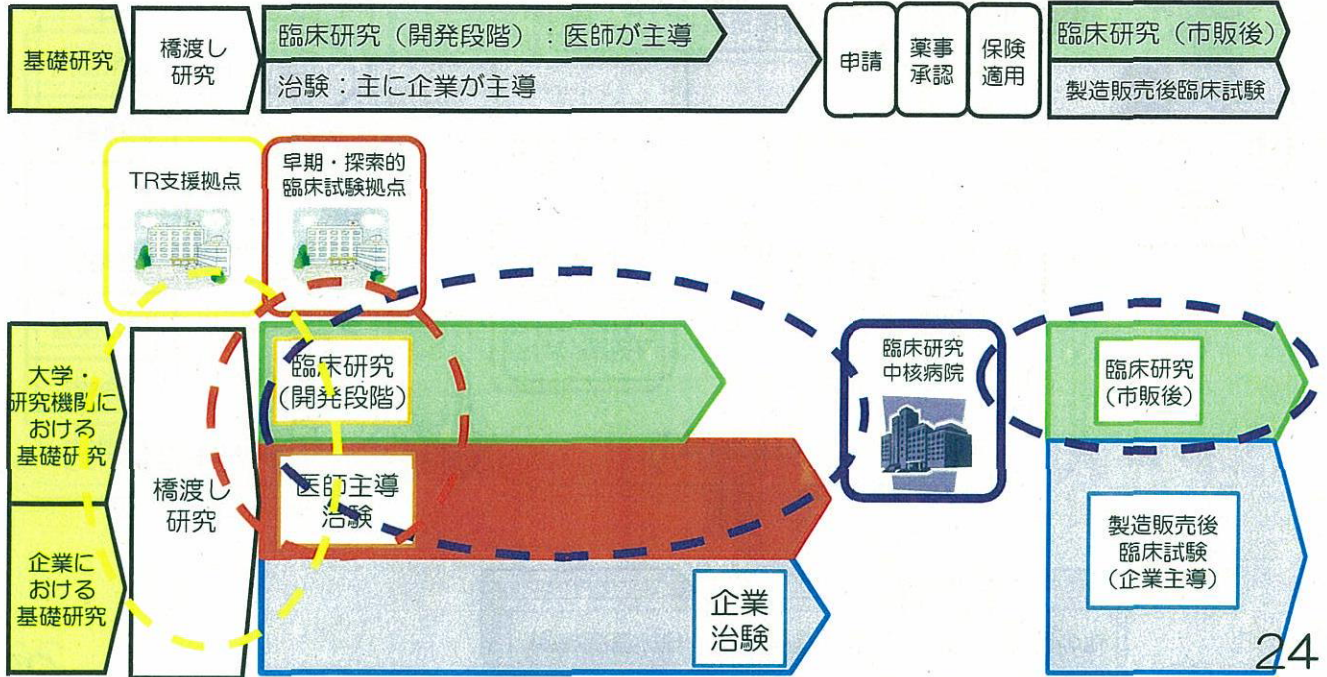 基礎研究
橋渡し
研究
臨床研究（開発段階）：医師が主導
治験：主に企業が主導
申請
薬事
承認
保険
適用
臨床研究（市販後）
製造販売後臨床試験
TR支援拠点
早期・探索的
臨床試験拠点
大学・
研究機関に
おける
基礎研究
企業に
おける
基礎研究
橋渡し
研究
臨床研究
(開発段階)
医師主導
治験
企業
治験
臨床研究
中核病院
臨床研究
(市販後)
製造販売後
臨床試験
(企業主導)
24